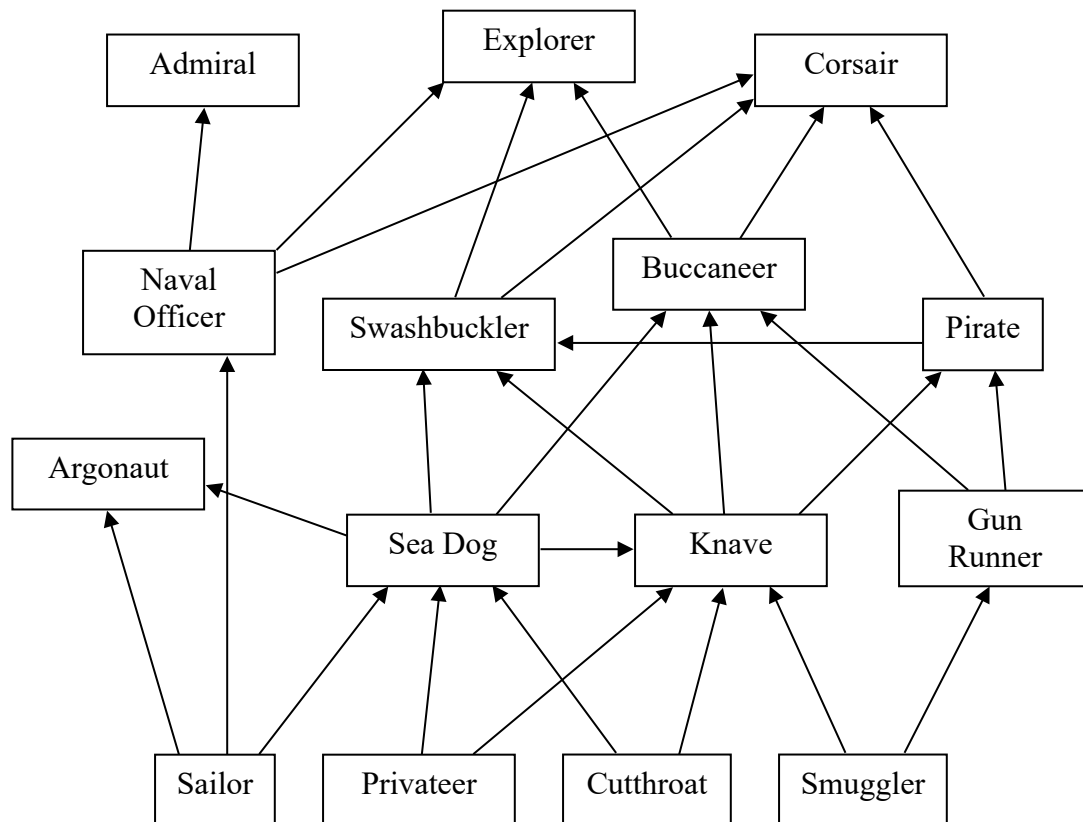 Explorer
Admiral
Corsair
Buccaneer
Naval
Officer
Swashbuckler
Pirate
Argonaut
Sea Dog
Knave
Gun
Runner
Sailor
Privateer
Cutthroat
Smuggler